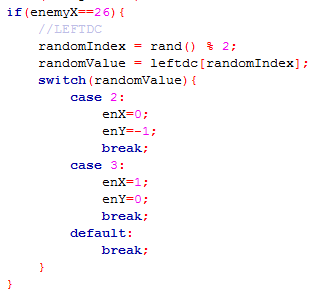 if(enemyX==26){
    //LEFTDC
    randomIndex = rand() % 2;
    randomValue = leftdc[randomIndex];
    switch(randomValue){
        case 2:
            enX=0;
            enY=-1;
            break;
        case 3:
            enX=1;
            enY=0;
            break;
        default:
            break;
    }
}